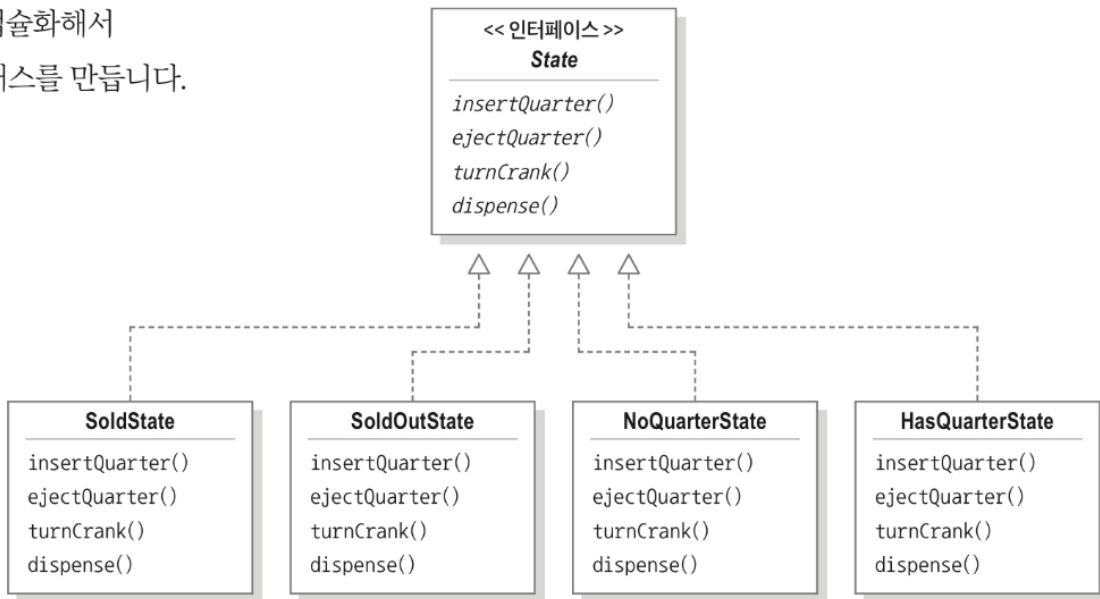 슐화해서
스를 만듭니다.
<< 인터페이스 >>
State
insertQuarter()
ejectQuarter()
turnCrank()
dispense()
SoldState
insertQuarter()
ejectQuarter()
turnCrank()
dispense()
SoldOutState
insertQuarter()
ejectQuarter()
turnCrank()
dispense()
NoQuarterState
insertQuarter()
ejectQuarter()
turnCrank()
dispense()
HasQuarterState
insertQuarter()
ejectQuarter()
turnCrank()
dispense()